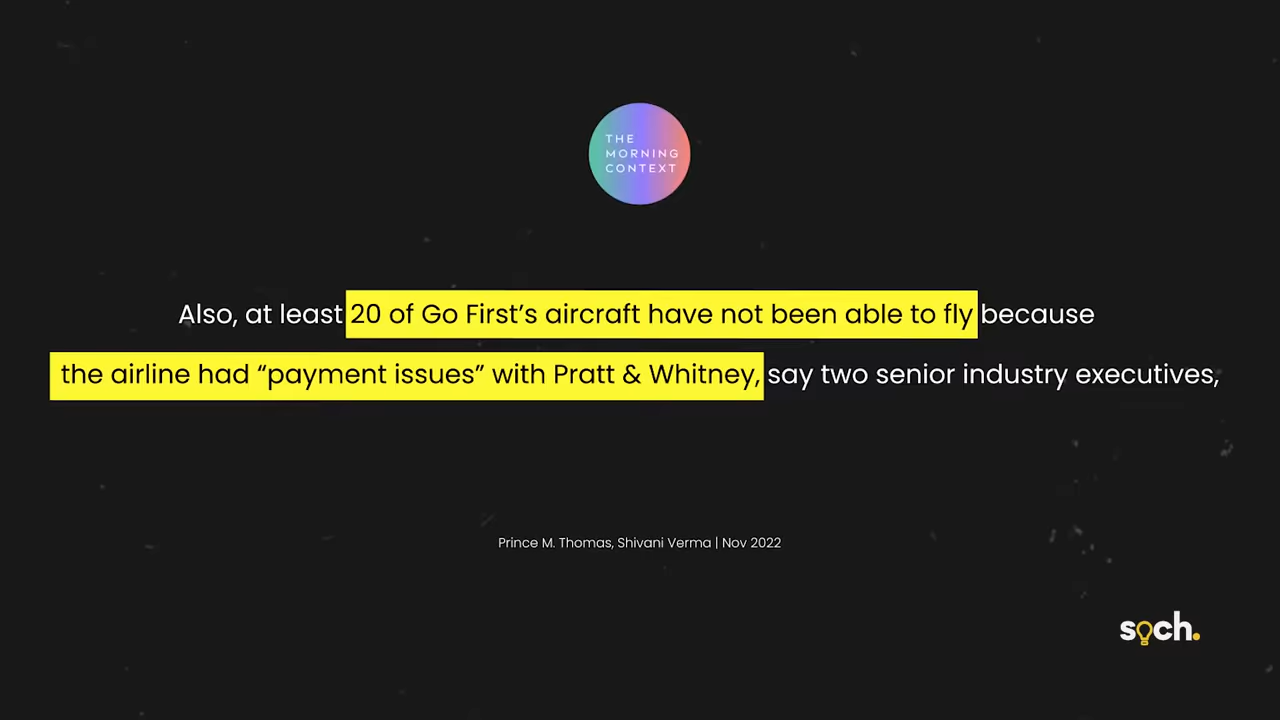 THE
MORNING
CONTEXT
Also, at least 20 of Go First’s aircraft have not been able to fly because
the airline had “payment issues” with Pratt & Whitney, say two senior industry executives,
Prince M. Thomas, Shivani Verma | Nov 2022
soch.